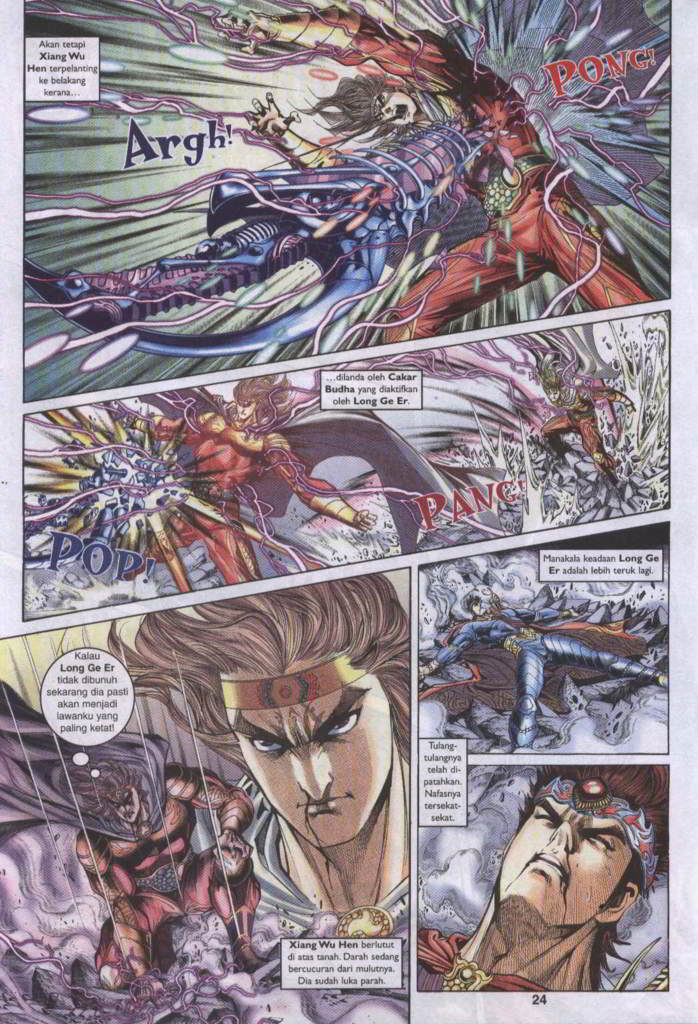 Akan tetapi
Xiang Wu
Hen terpelanting
ke belakang
kerana...
PONG!
Argh!
...dilanda oleh Cakar
Budha yang diaktifkan
oleh Long Ge Er.
PANG!
POP!
Manakala keadaan Long Ge
Er adalah lebih teruk lagi.
Kalau
Long Ge Er
tidak dibunuh
sekarang dia pasti
akan menjadi
lawanku yang
paling ketat!
Tulang-
tulangnya
telah di-
patahkan.
Nafasnya
tersekat-
sekat.
Xiang Wu Hen berlutut
di atas tanah. Darah sedang
bercucuran dari mulutnya.
Dia sudah luka parah.
24